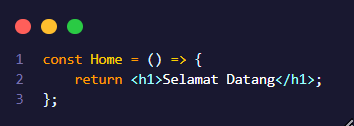 1 const Home = () => {
2     return <h1>Selamat Datang</h1>;
3 };